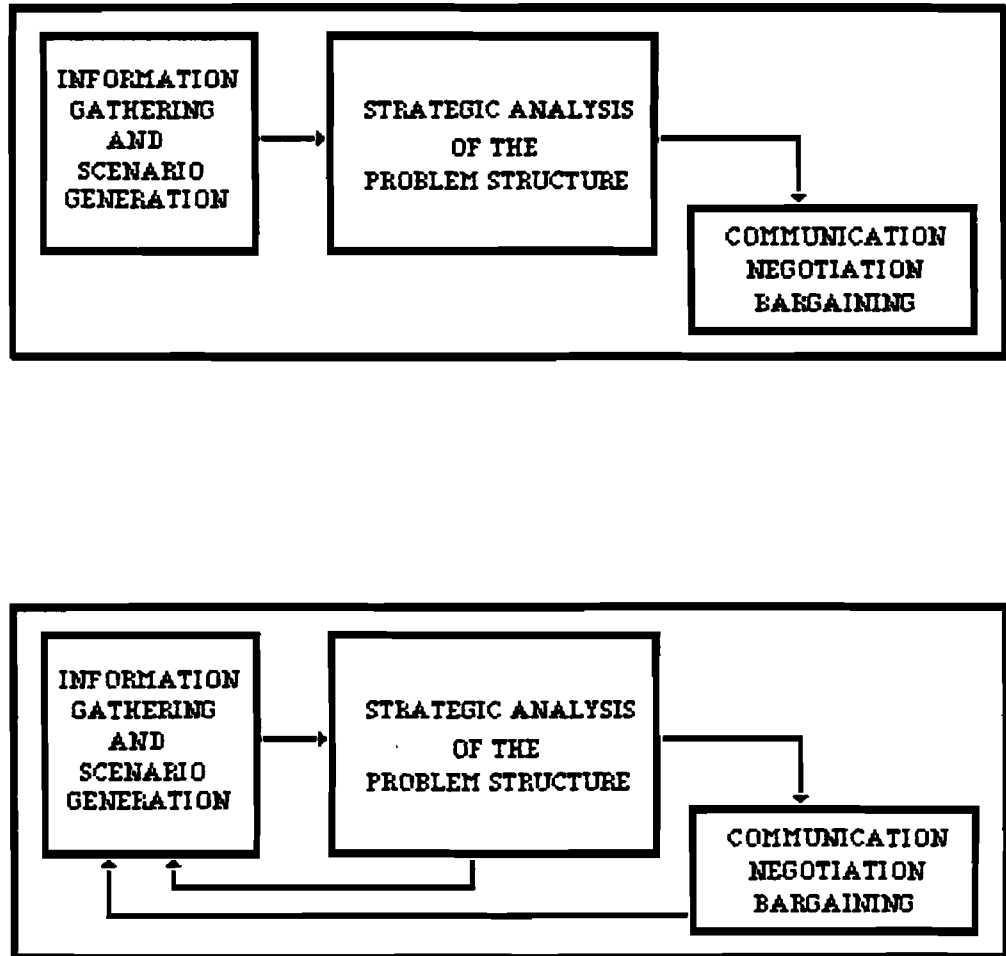 INFORMATION
GATHERING
AND
SCENARIO
GENERATION
STRATEGIC ANALYSIS
OF THE
PROBLEM STRUCTURE
COMMUNICATION
NEGOTIATION
BARGAINING
INFORMATION
GATHERING
AND
SCENARIO
GENERATION
STRATEGIC ANALYSIS
OF THE
PROBLEM STRUCTURE
COMMUNICATION
NEGOTIATION
BARGAINING